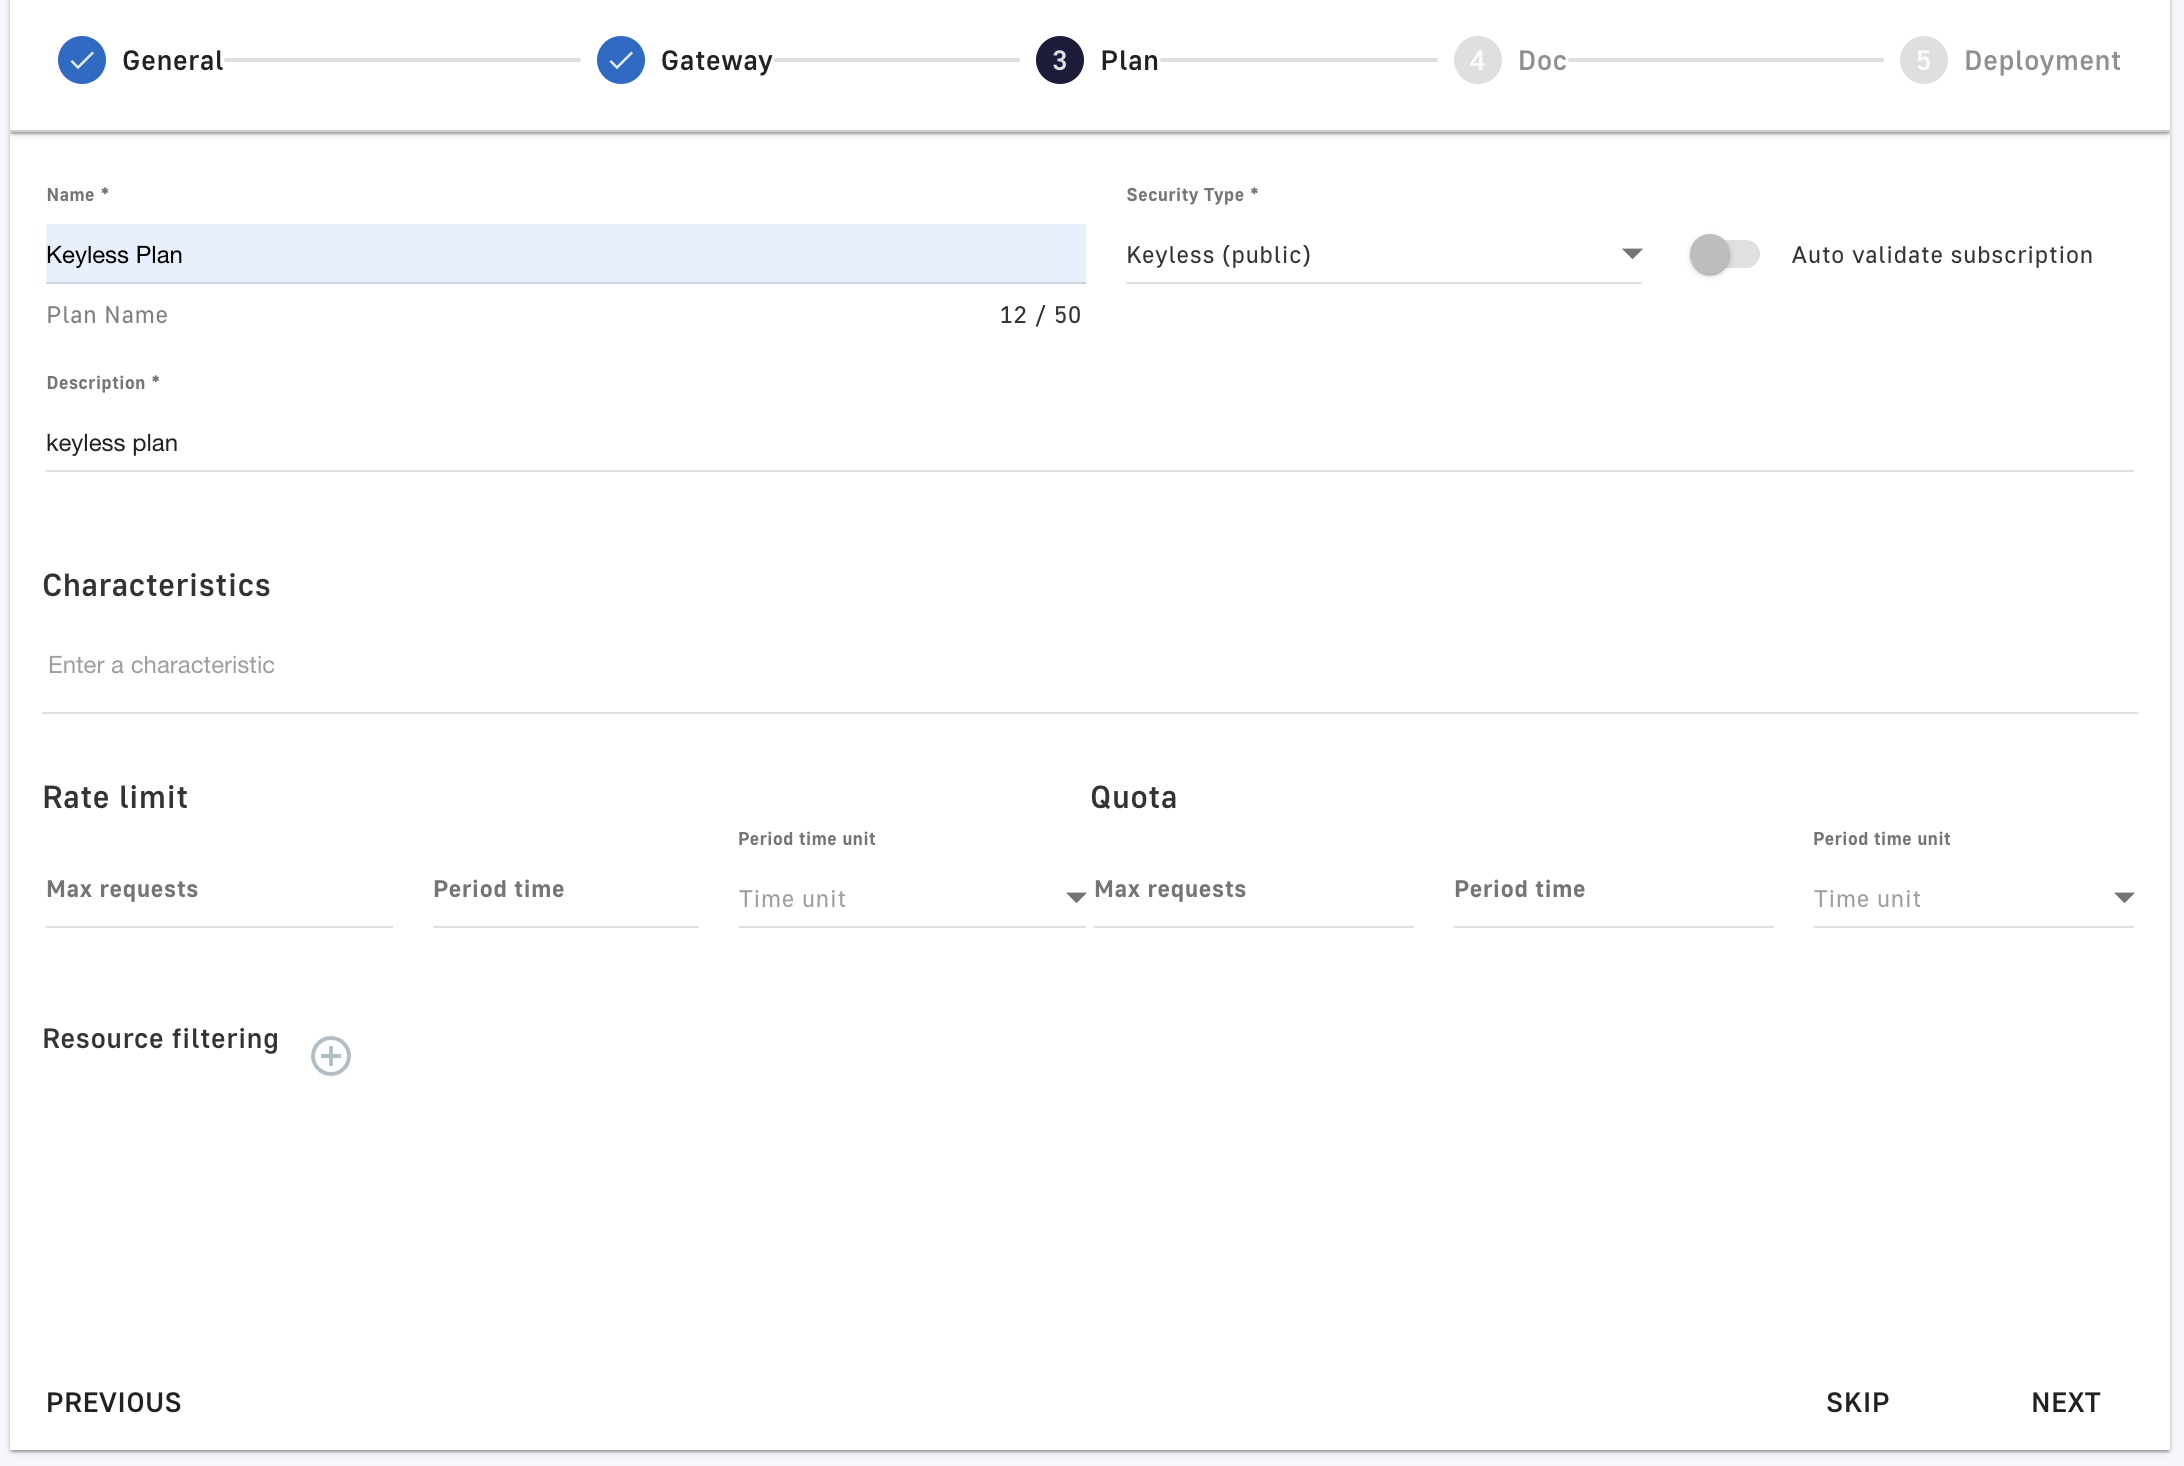 General Gateway 3 Plan 4 Doc 5 Deployment
Name * Security Type *
Keyless Plan Keyless (public) Auto validate subscription
Plan Name 12 / 50
Description *
keyless plan
Characteristics
Enter a characteristic
Rate limit Quota
Period time unit Period time unit
Max requests Period time Time unit Max requests Period time Time unit
Resource filtering
PREVIOUS SKIP NEXT